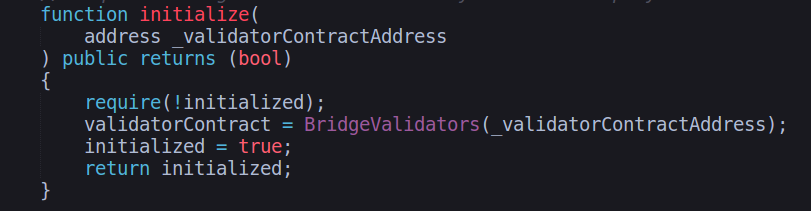 function initialize(
    address _validatorContractAddress
) public returns (bool)
{
    require(!initialized);
    validatorContract = BridgeValidators(_validatorContractAddress);
    initialized = true;
    return initialized;
}